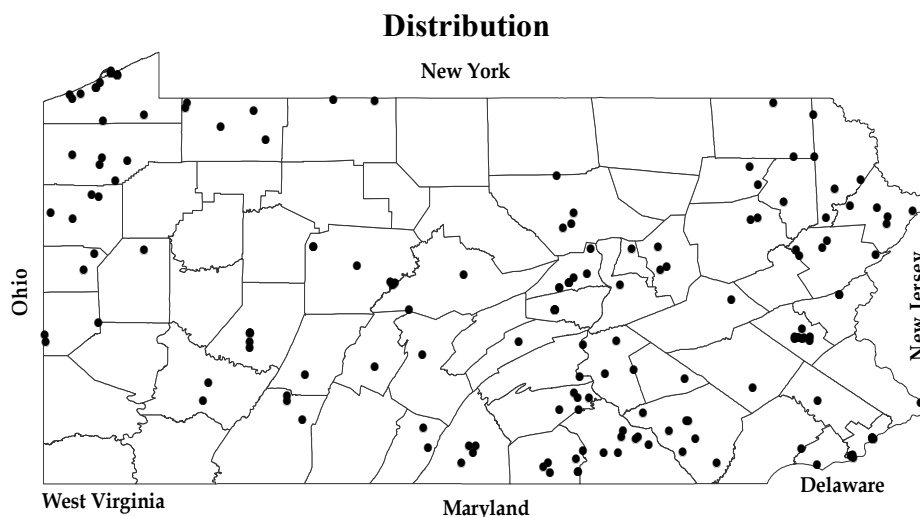 Distribution
New York
Ohio
New Jersey
West Virginia
Maryland
Delaware